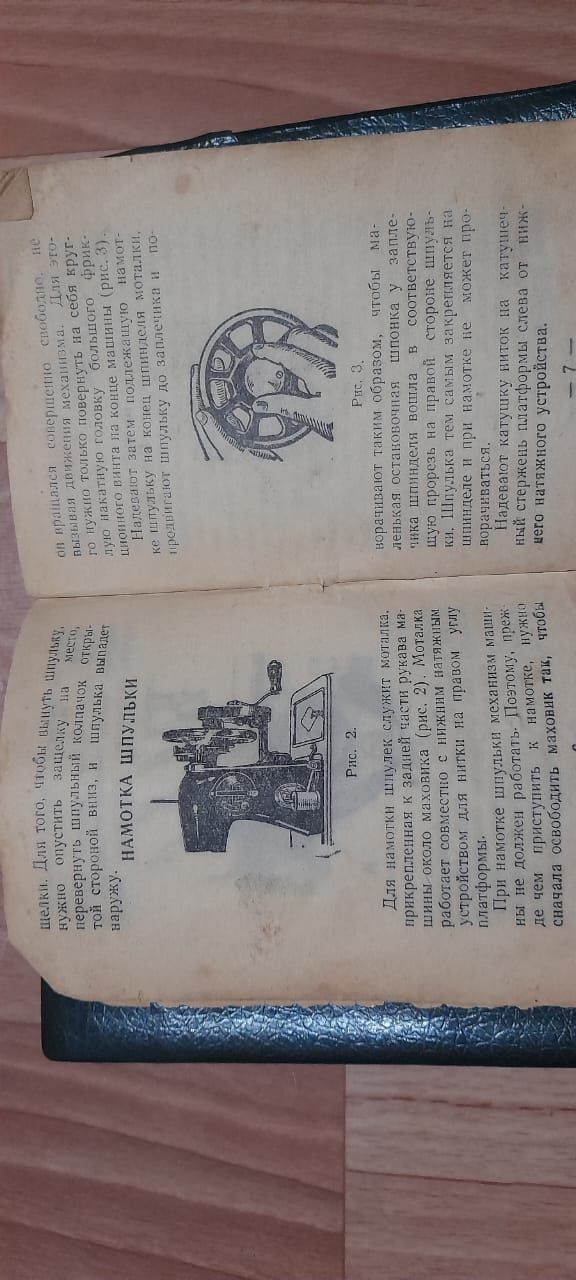 щелки. Для того, чтобы вынуть шпульку,
нужно опустить защелку на место,
перевернуть шпульный колпачок откры-
той стороной вниз, и шпулька выпадет
наружу.
НАМОТКА ШПУЛЬКИ
Рис. 2.
Для намотки шпулек служит моталка,
прикрепленная к задней части рукава ма-
шины около маховика (рис. 2). Моталка
работает совместно с нижним натяжным
устройством для нитки на правом углу
платформы.
При намотке шпульки механизм маши-
ны не должен работать. Поэтому, преж-
де чем приступить к намотке, нужно
сначала освободить маховик так, чтобы
он вращался совершенно свободно, не
вызывая движения механизма. Для это-
го нужно только повернуть на себя круг-
лую накатную головку большого фрик-
ционного винта на конце машины (рис. 3).
Надевают затем подлежащую намот-
ке шпульку на конец шпинделя моталки,
продвигают шпульку до заплечика и по-
Рис. 3.
ворачивают таким образом, чтобы ма-
ленькая остановочная шпонка у запле-
чика шпинделя вошла в соответствую-
щую прорезь на правой стороне шпуль-
ки. Шпулька тем самым закрепляется на
шпинделе и при намотке не может про-
ворачиваться.
Надевают катушку ниток на катушеч-
ный стержень платформы слева от ниж-
него натяжного устройства.
— 7 —